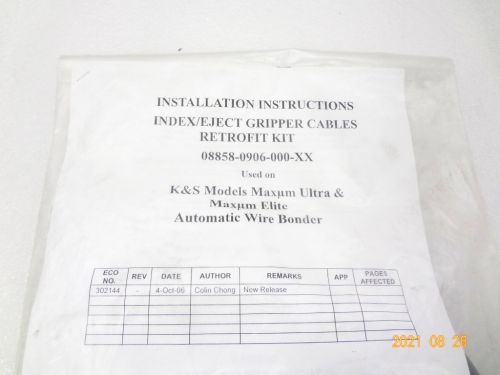 INSTALLATION INSTRUCTIONS
INDEX/EJECT GRIPPER CABLES
RETROFIT KIT
08858-0906-000-XX
Used on
K&S Models Maxµm Ultra &
Maxµm Elite
Automatic Wire Bonder
ECO NO. REV DATE AUTHOR REMARKS APP PAGES AFFECTED
302144 - 4-Oct-06 Colin Chong New Release
2021 08 28